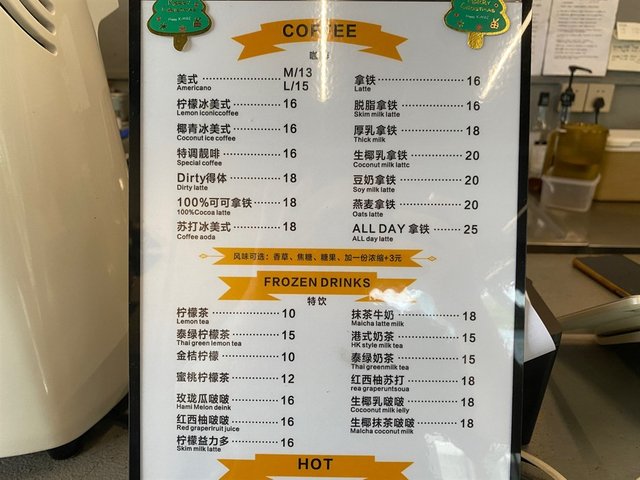 COFFEE
美式 M/13
Americano L/15
柠檬冰美式 16
Lemon iconiccoffee
椰青冰美式 16
Coconut ice coffee
特调靓啡 16
Special coffee
Dirty得体 18
Dirty latte
100%可可拿铁 18
100%Cocoa latte
苏打冰美式 18
Coffee aoda
拿铁 16
Latte
脱脂拿铁 16
Skim milk latte
厚乳拿铁 18
Thick milk
生椰乳拿铁 20
Coconut milk lattc
豆奶拿铁 20
Soy milk latte
燕麦拿铁 20
Oats latte
ALL DAY 拿铁 25
ALL day latte
风味可选：香草、焦糖、糖果、加一份浓缩+3元
FROZEN DRINKS
特饮
柠檬茶 10
Lemon tea
泰绿柠檬茶 15
Thai green lemon tea
金桔柠檬 10
蜜桃柠檬茶 12
玫珑瓜啵啵 16
Hami Melon deink
红西柚啵啵 16
Red graperlruit juice
柠檬益力多 16
Skim milk latte
抹茶牛奶 18
Matcha latte milk
港式奶茶 15
HK style milk tea
泰绿奶茶 15
Thai greenmilk tea
红西柚苏打 18
rea graperuntsoua
生椰乳啵啵 18
Cocoonut milk ielly
生椰抹茶啵啵 18
Matcha coconut milk
HOT